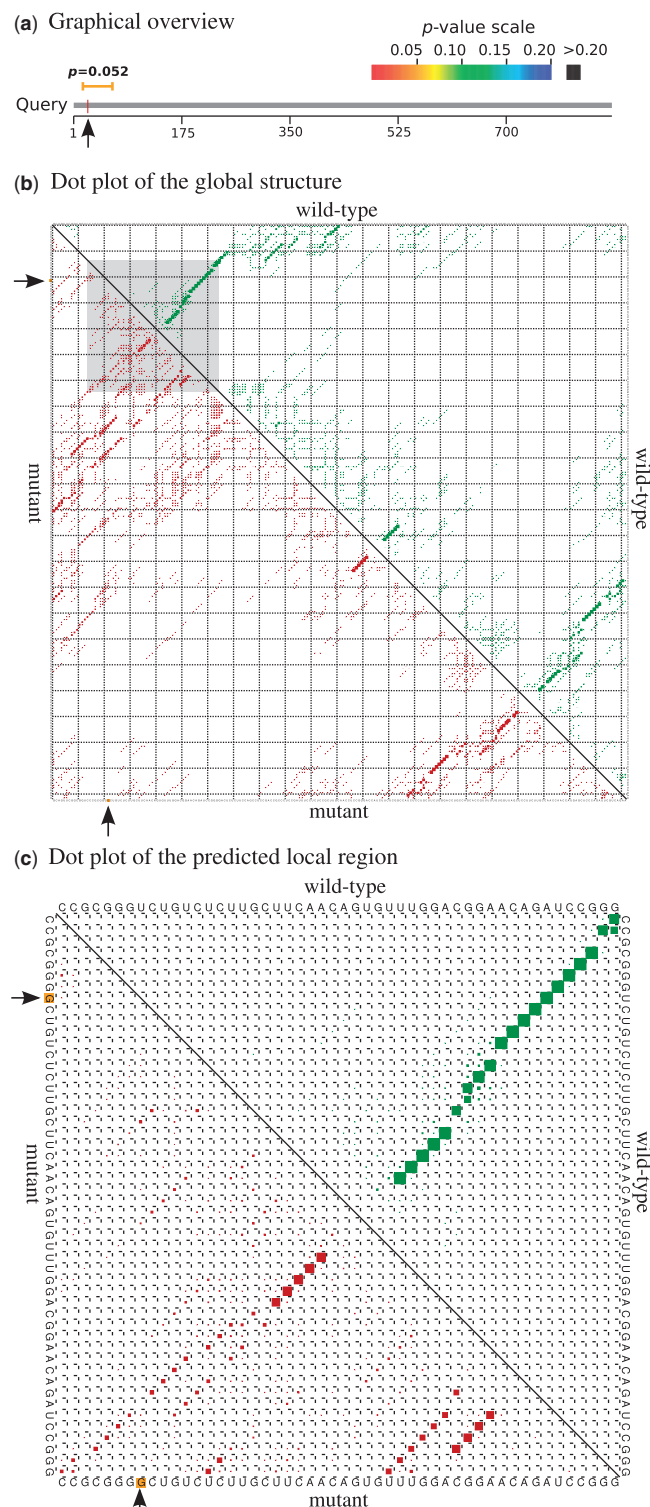 (a) Graphical overview
p-value scale
0.05 0.10 0.15 0.20 >0.20
p=0.052
Query
1 175 350 525 700
(b) Dot plot of the global structure
wild-type
mutant
wild-type
mutant
(c) Dot plot of the predicted local region
wild-type
C C G C G G G U C U G U C U C U U G C U U C A A C A G U G U U U G G A C G G A A C A G A U C C G G G
C C G C G G G G C U G U C U C U U G C U U C A A C A G U G U U U G G A C G G A A C A G A U C C G G G
mutant
C C G C G G G U C U G U C U C U U G C U U C A A C A G U G U U U G G A C G G A A C A G A U C C G G G
wild-type
C C G C G G G G C U G U C U C U U G C U U C A A C A G U G U U U G G A C G G A A C A G A U C C G G G
mutant